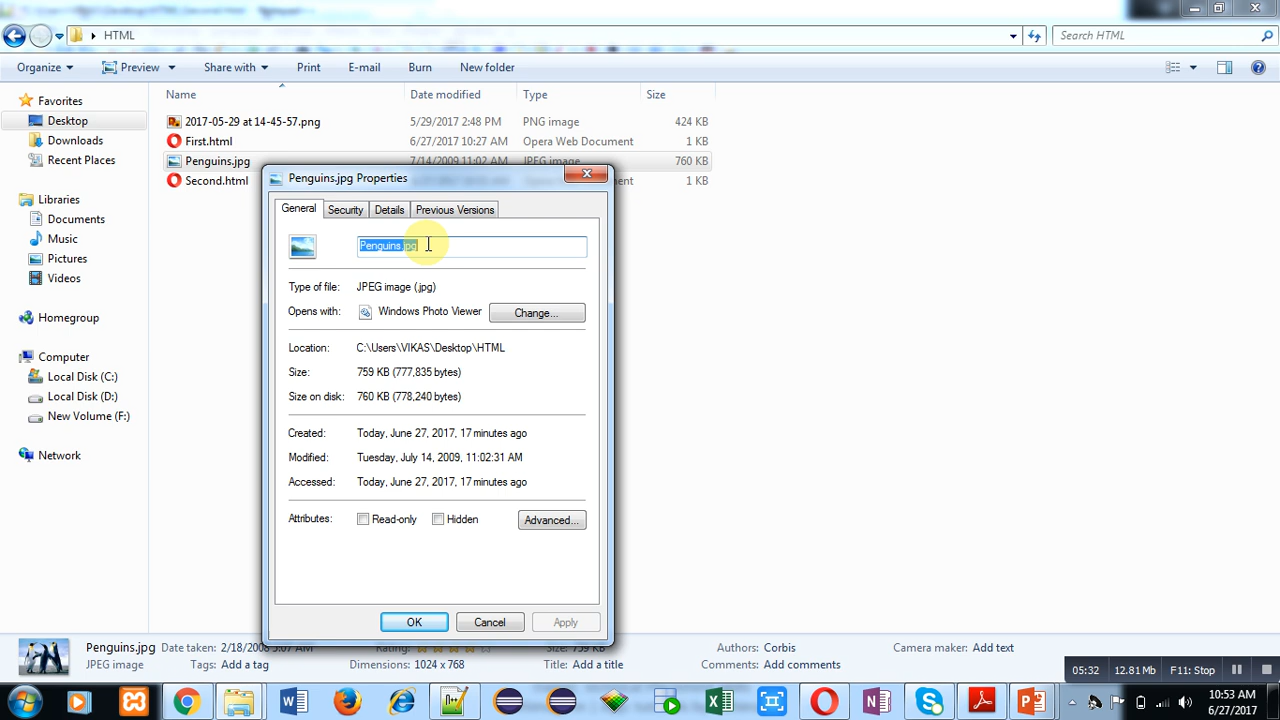 HTML
Search HTML
Organize Preview Share with Print E-mail Burn New folder
Favorites
Desktop
Downloads
Recent Places
Libraries
Documents
Music
Pictures
Videos
Homegroup
Computer
Local Disk (C:)
Local Disk (D:)
New Volume (F:)
Network
Name Date modified Type Size
2017-05-29 at 14-45-57.png 5/29/2017 2:48 PM PNG image 424 KB
First.html 6/27/2017 10:27 AM Opera Web Document 1 KB
Penguins.jpg 7/14/2009 11:02 AM JPEG image 760 KB
Second.html 1 KB
Penguins.jpg Properties
General Security Details Previous Versions
Penguins.jpg
Type of file: JPEG image (.jpg)
Opens with: Windows Photo Viewer Change...
Location: C:\Users\VIKAS\Desktop\HTML
Size: 759 KB (777,835 bytes)
Size on disk: 760 KB (778,240 bytes)
Created: Today, June 27, 2017, 17 minutes ago
Modified: Tuesday, July 14, 2009, 11:02:31 AM
Accessed: Today, June 27, 2017, 17 minutes ago
Attributes: Read-only Hidden Advanced...
OK Cancel Apply
Penguins.jpg Date taken: 2/18/2008 5:07 AM Rating: Size: 759 KB Authors: Corbis Camera maker: Add text
JPEG image Tags: Add a tag Dimensions: 1024 x 768 Title: Add a title Comments: Add comments
05:32 12.81 Mb F11: Stop
10:53 AM
6/27/2017